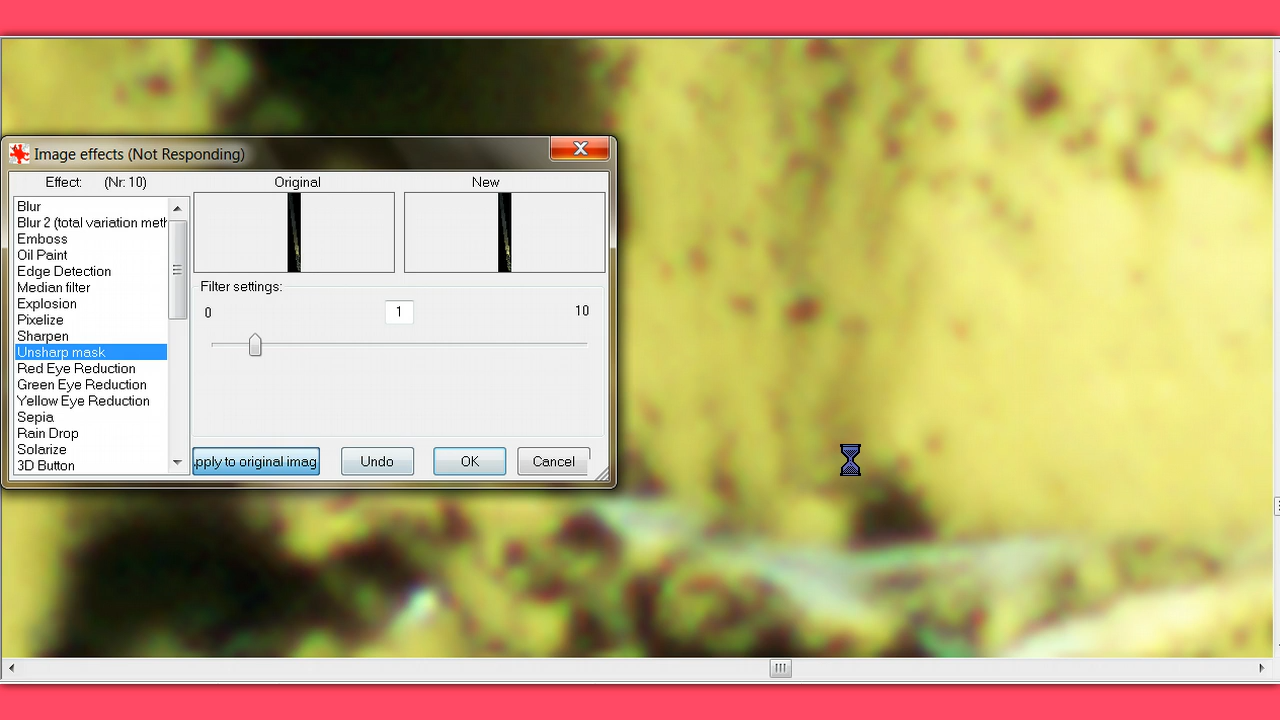 Image effects (Not Responding)
Effect: (Nr: 10)
Original
New
Blur
Blur 2 (total variation meth
Emboss
Oil Paint
Edge Detection
Median filter
Explosion
Pixelize
Sharpen
Unsharp mask
Red Eye Reduction
Green Eye Reduction
Yellow Eye Reduction
Sepia
Rain Drop
Solarize
3D Button
Filter settings:
0
1
10
pply to original imag
Undo
OK
Cancel